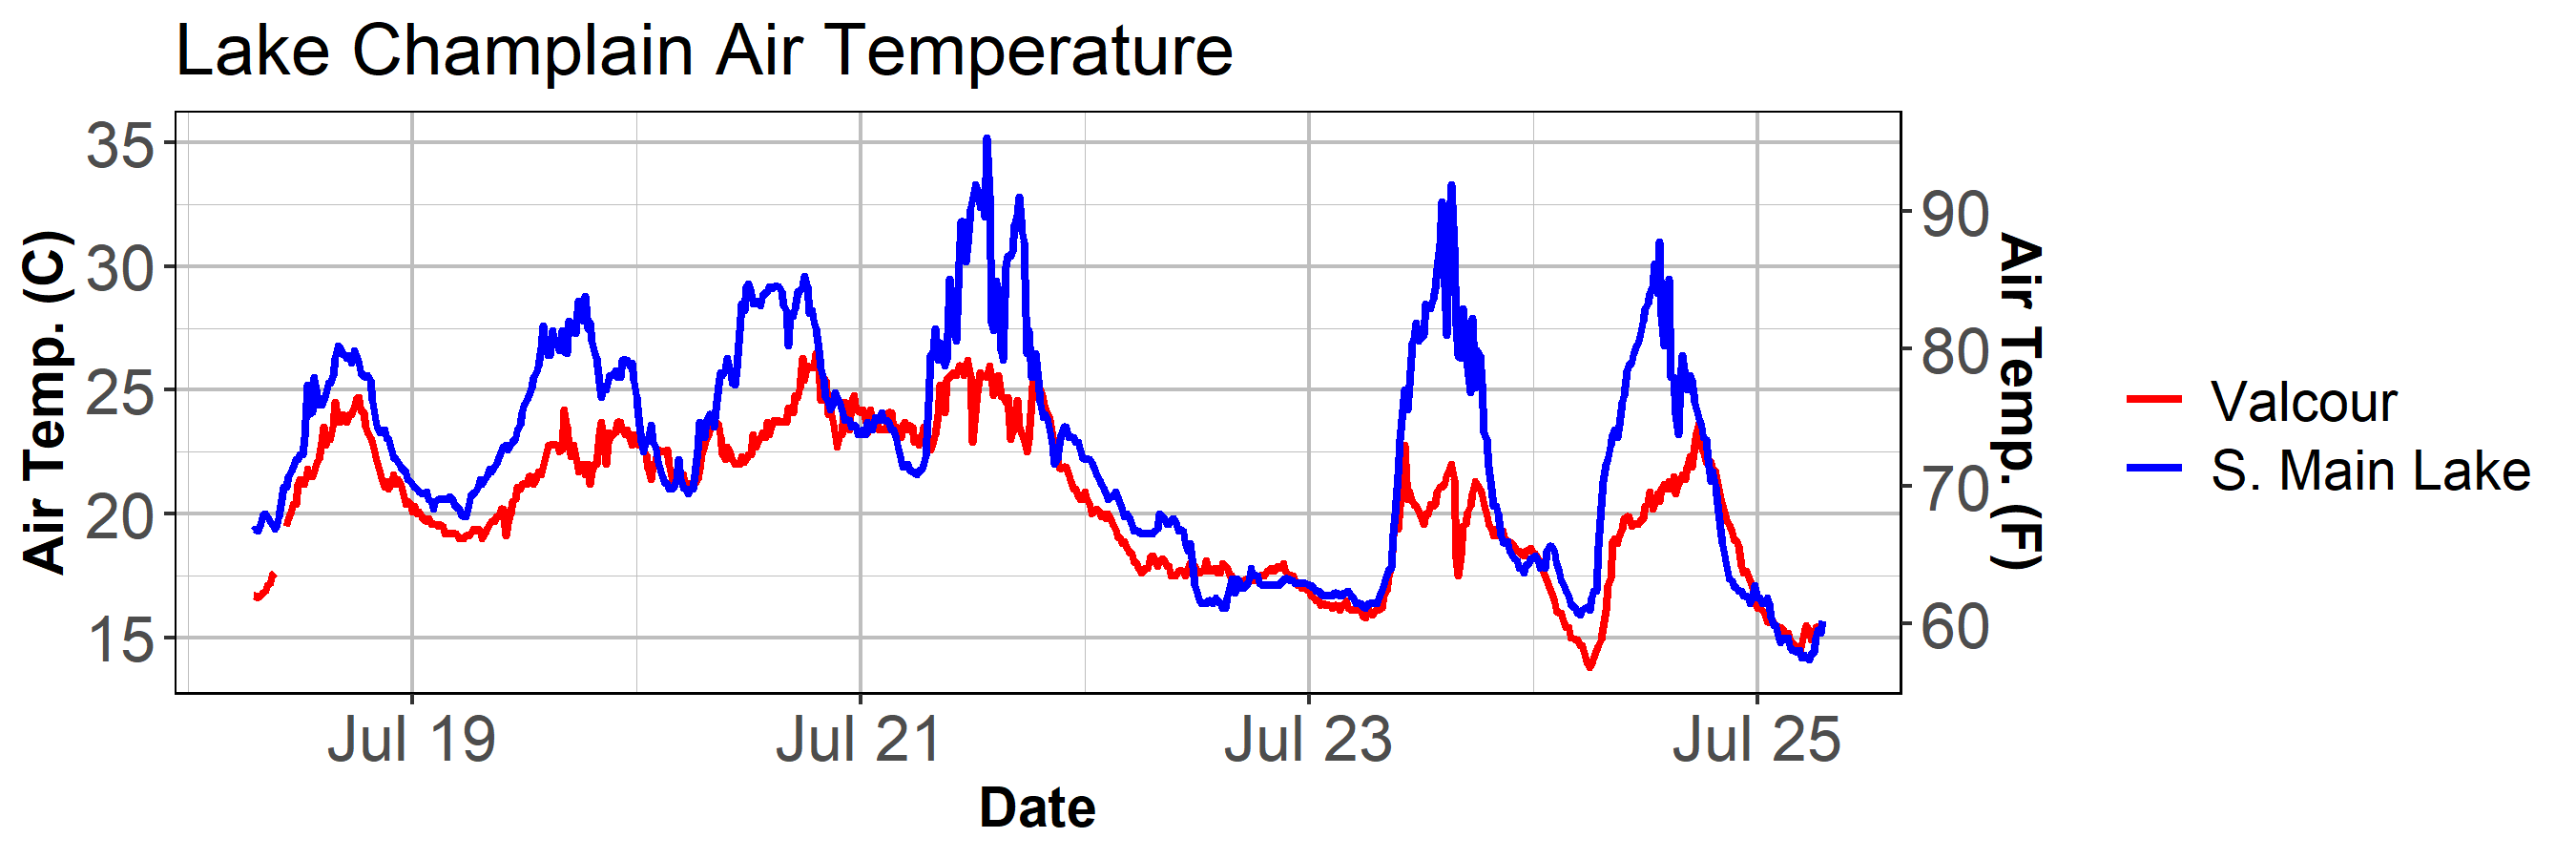 Lake Champlain Air Temperature
Air Temp. (C)
35
30
25
20
15
90
80
70
60
Air Temp. (F)
Jul 19
Jul 21
Jul 23
Jul 25
Date
Valcour
S. Main Lake